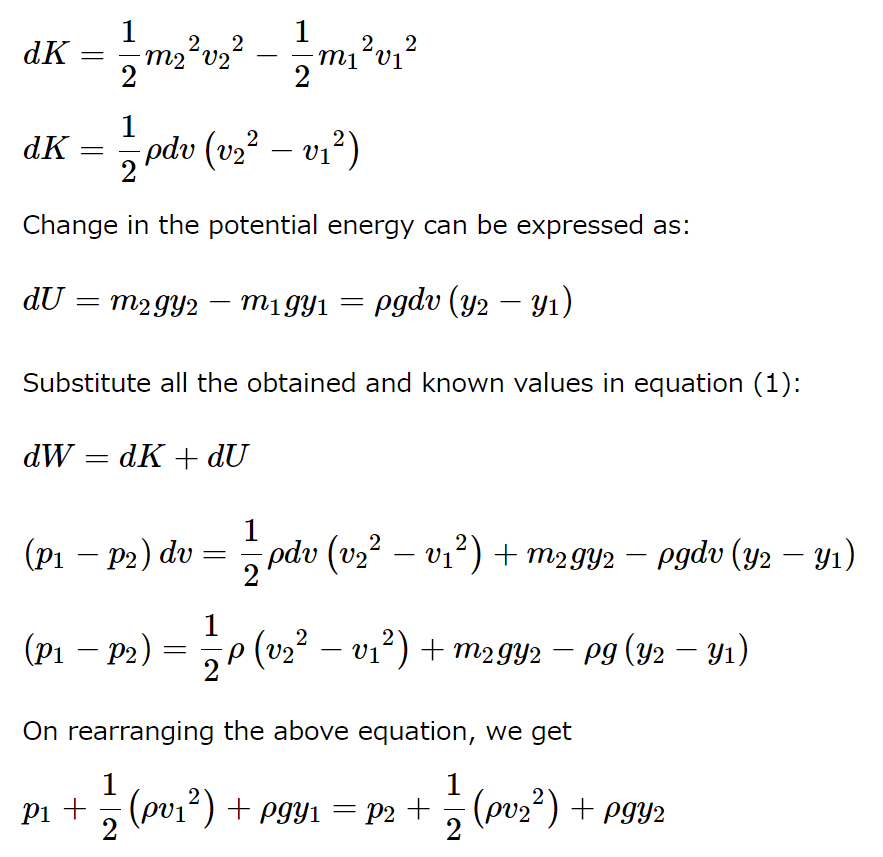 dK = 1/2 m₂²v₂² − 1/2 m₁²v₁²
dK = 1/2 ρdv (v₂² − v₁²)
Change in the potential energy can be expressed as:
dU = m₂gy₂ − m₁gy₁ = ρgdv (y₂ − y₁)
Substitute all the obtained and known values in equation (1):
dW = dK + dU
(p₁ − p₂) dv = 1/2 ρdv (v₂² − v₁²) + m₂gy₂ − ρgdv (y₂ − y₁)
(p₁ − p₂) = 1/2 ρ (v₂² − v₁²) + m₂gy₂ − ρg (y₂ − y₁)
On rearranging the above equation, we get
p₁ + 1/2 (ρv₁²) + ρgy₁ = p₂ + 1/2 (ρv₂²) + ρgy₂